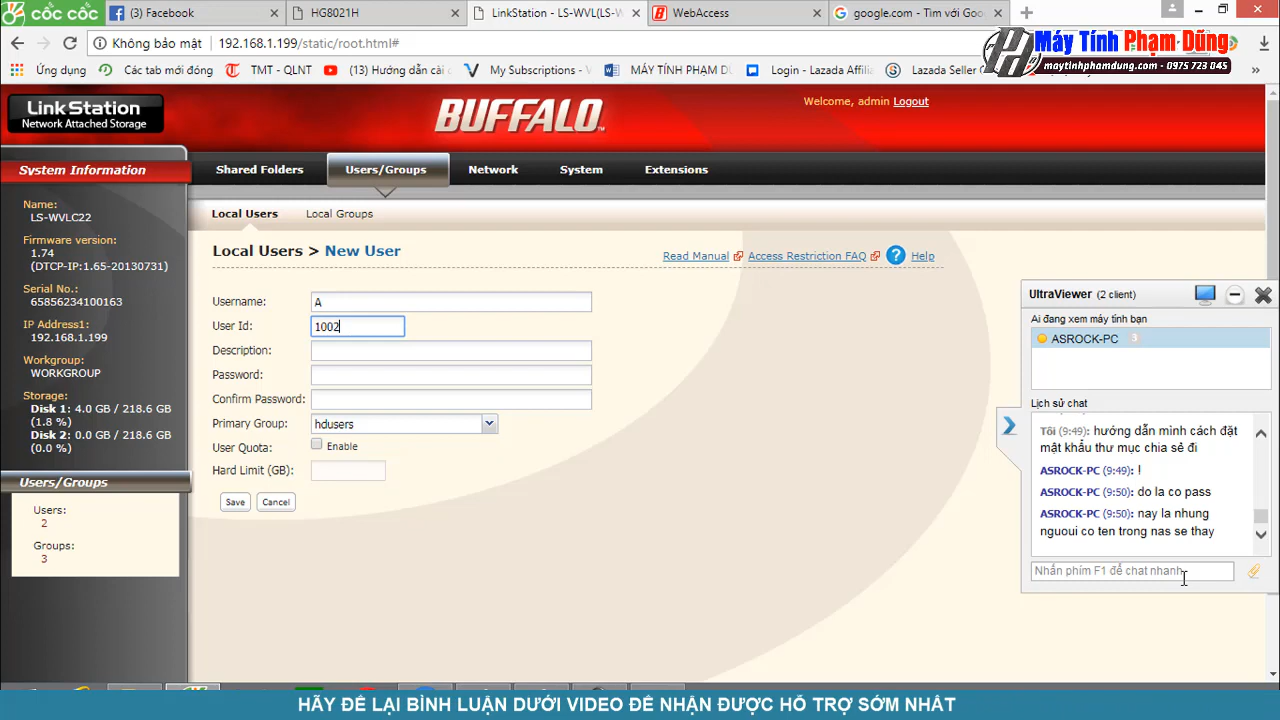 cốc cốc
(3) Facebook
HG8021H
LinkStation - LS-WVL(LS-W
WebAccess
google.com - Tìm với Goo
Không bảo mật
192.168.1.199/static/root.html#
Máy Tính Phạm Dũng
maytinhphamdung.com - 0975 723 045
Ứng dụng
Các tab mới đóng
TMT - QLNT
(13) Hướng dẫn cài
My Subscriptions -
MÁY TÍNH PHẠM DU
Login - Lazada Affilia
Lazada Seller
LinkStation
Network Attached Storage
BUFFALO
Welcome, admin Logout
System Information
Shared Folders
Users/Groups
Network
System
Extensions
Name:
LS-WVLC22
Firmware version:
1.74
(DTCP-IP:1.65-20130731)
Serial No.:
65856234100163
IP Address1:
192.168.1.199
Workgroup:
WORKGROUP
Storage:
Disk 1: 4.0 GB / 218.6 GB
(1.8 %)
Disk 2: 0.0 GB / 218.6 GB
(0.0 %)
Users/Groups
Users:
2
Groups:
3
Local Users
Local Groups
Local Users > New User
Read Manual
Access Restriction FAQ
? Help
Username: A
User Id: 1002
Description:
Password:
Confirm Password:
Primary Group: hdusers
User Quota: Enable
Hard Limit (GB):
Save
Cancel
UltraViewer (2 client)
Ai đang xem máy tính bạn
ASROCK-PC 3
Lịch sử chat
Tôi (9:49): hướng dẫn mình cách đặt
mật khẩu thư mục chia sẻ đi
ASROCK-PC (9:49): !
ASROCK-PC (9:50): do la co pass
ASROCK-PC (9:50): nay la nhung
nguoui co ten trong nas se thay
Nhấn phím F1 để chat nhanh
HÃY ĐỂ LẠI BÌNH LUẬN DƯỚI VIDEO ĐỂ NHẬN ĐƯỢC HỖ TRỢ SỚM NHẤT